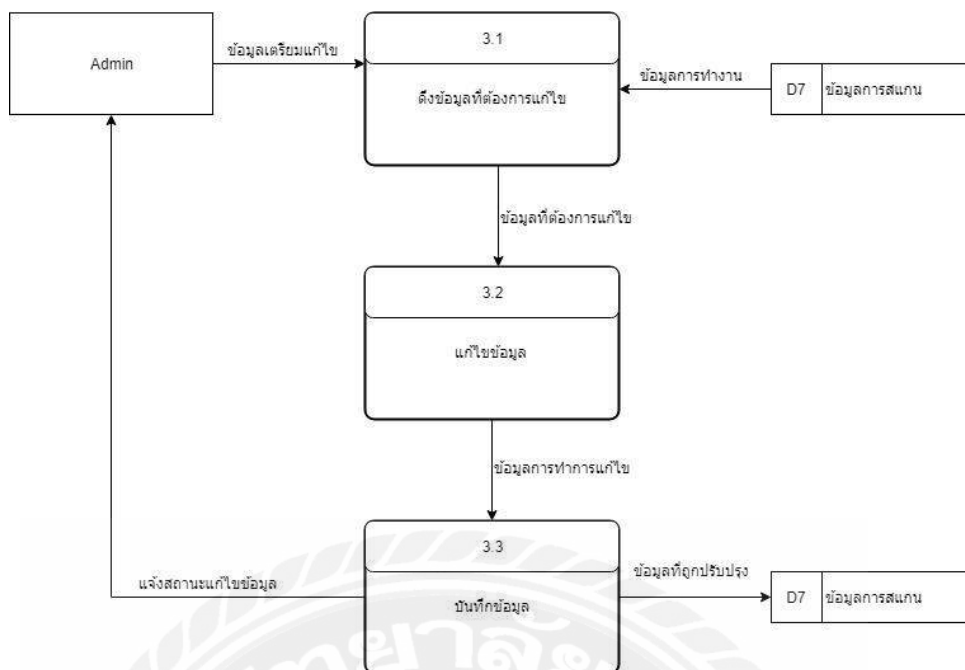 3.1
Admin
ข้อมูลเตรียมแก้ไข
ดึงข้อมูลที่ต้องการแก้ไข
ข้อมูลการทำงาน
D7 ข้อมูลการสแกน
ข้อมูลที่ต้องการแก้ไข
3.2
แก้ไขข้อมูล
ข้อมูลการทำการแก้ไข
3.3
บันทึกข้อมูล
แจ้งสถานะแก้ไขข้อมูล
ข้อมูลที่ถูกปรับปรุง
D7 ข้อมูลการสแกน